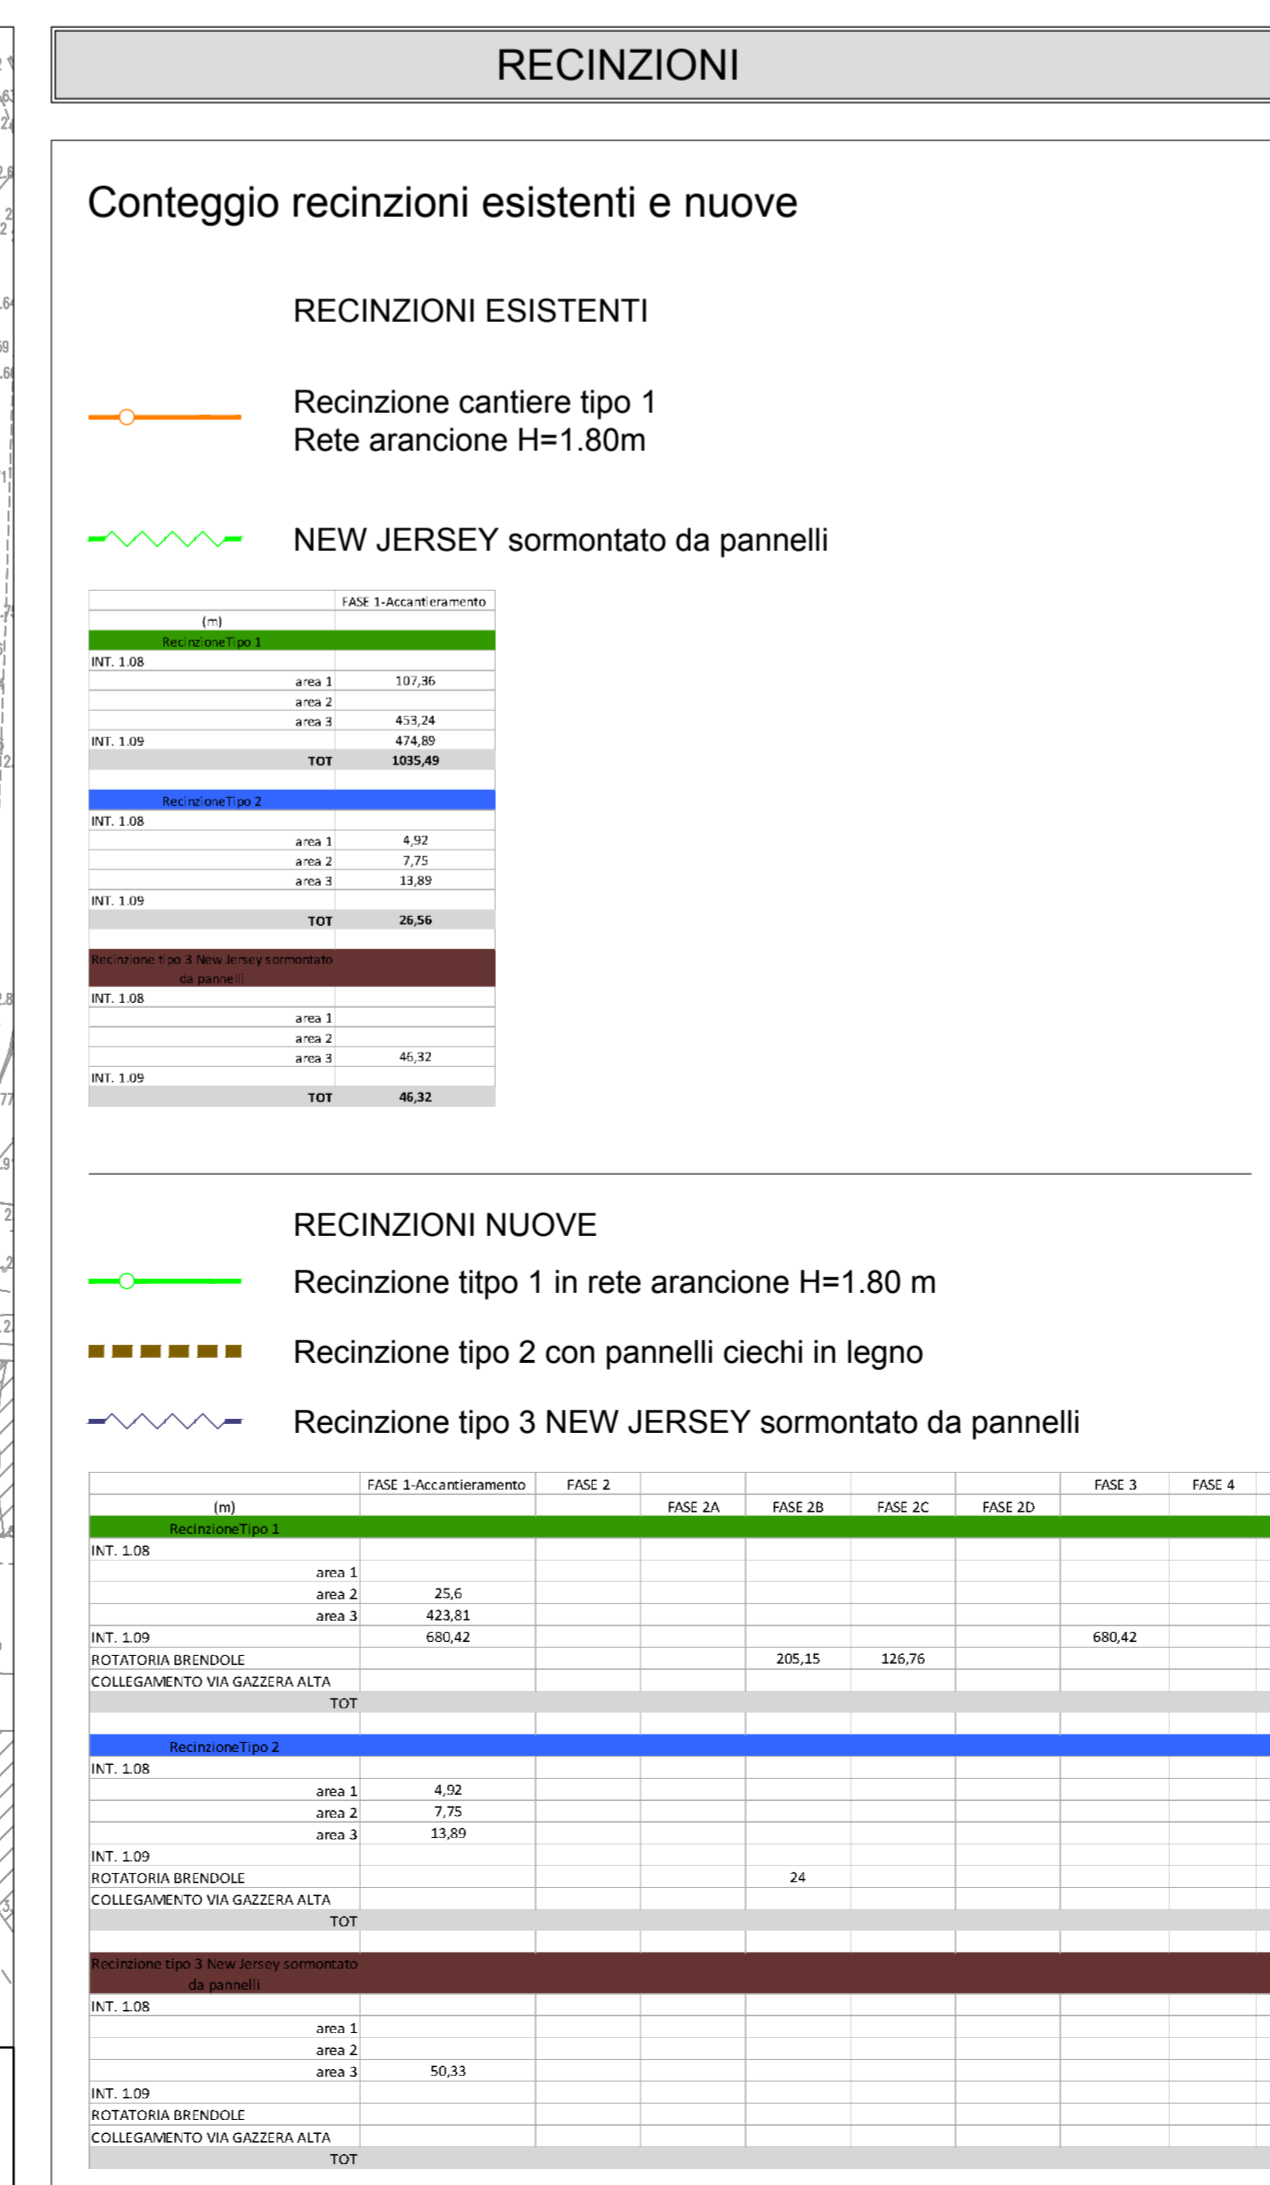 RECINZIONI
Conteggio recinzioni esistenti e nuove
RECINZIONI ESISTENTI
Recinzione cantiere tipo 1
Rete arancione H=1.80m
NEW JERSEY sormontato da pannelli
FASE 1-Accantieramento
(m)
RecinzioneTipo 1
INT. 1.08
area 1 107,36
area 2
area 3 453,24
INT. 1.09 474,89
TOT 1035,49
RecinzioneTipo 2
INT. 1.08
area 1 4,92
area 2 7,75
area 3 13,89
INT. 1.09
TOT 26,56
Recinzione tipo 3 New Jersey sormontato
da pannelli
INT. 1.08
area 1
area 2
area 3 46,32
INT. 1.09
TOT 46,32
RECINZIONI NUOVE
Recinzione titpo 1 in rete arancione H=1.80 m
Recinzione tipo 2 con pannelli ciechi in legno
Recinzione tipo 3 NEW JERSEY sormontato da pannelli
FASE 1-Accantieramento FASE 2 FASE 3 FASE 4
(m) FASE 2A FASE 2B FASE 2C FASE 2D
RecinzioneTipo 1
INT. 1.08
area 1
area 2 25,6
area 3 423,81
INT. 1.09 680,42 680,42
ROTATORIA BRENDOLE 205,15 126,76
COLLEGAMENTO VIA GAZZERA ALTA
TOT
RecinzioneTipo 2
INT. 1.08
area 1 4,92
area 2 7,75
area 3 13,89
INT. 1.09
ROTATORIA BRENDOLE 24
COLLEGAMENTO VIA GAZZERA ALTA
TOT
Recinzione tipo 3 New Jersey sormontato
da pannelli
INT. 1.08
area 1
area 2
area 3 50,33
INT. 1.09
ROTATORIA BRENDOLE
COLLEGAMENTO VIA GAZZERA ALTA
TOT